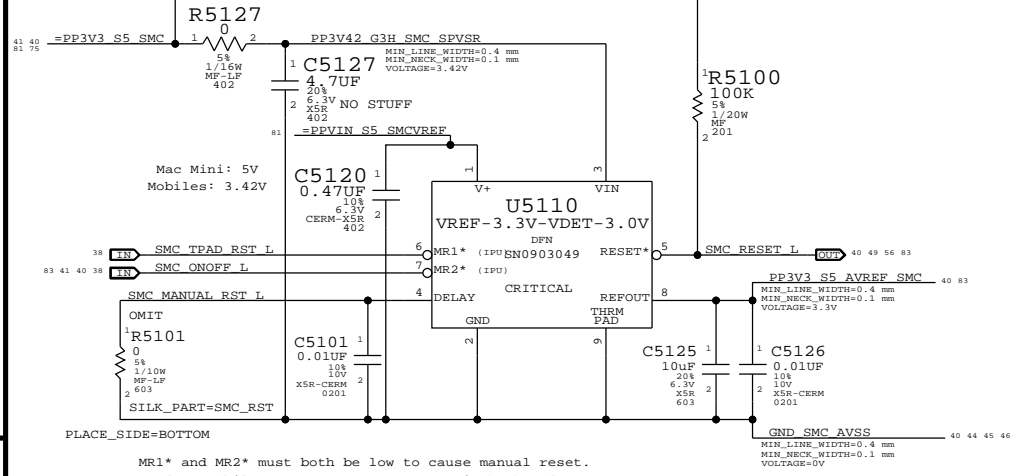 R5127
0
41 40
81 75
=PP3V3_S5_SMC
1
2
5%
1/16W
MF-LF
402
PP3V42_G3H_SMC_SPVSR
MIN_LINE_WIDTH=0.4 mm
MIN_NECK_WIDTH=0.1 mm
VOLTAGE=3.42V
1
C5127
4.7UF
20%
6.3V
X5R
402
2
NO STUFF
1
R5100
100K
5%
1/20W
MF
201
2
81
=PPVIN_S5_SMCVREF
Mac Mini: 5V
Mobiles: 3.42V
C5120
0.47UF
10%
6.3V
CERM-X5R
402
1
2
1
V+
3
VIN
U5110
VREF-3.3V-VDET-3.0V
DFN
SN0903049
CRITICAL
38
IN
SMC_TPAD_RST_L
6
MR1*
(IPU)
RESET*
5
SMC_RESET_L
OUT
40 49 56 83
83 41 40 38
IN
SMC_ONOFF_L
7
MR2*
(IPU)
SMC_MANUAL_RST_L
4
DELAY
REFOUT
8
PP3V3_S5_AVREF_SMC
40 83
MIN_LINE_WIDTH=0.4 mm
MIN_NECK_WIDTH=0.1 mm
VOLTAGE=3.3V
GND
2
THRM
PAD
9
OMIT
1
R5101
0
5%
1/10W
MF-LF
603
2
SILK_PART=SMC_RST
C5101
0.01UF
10%
10V
X5R-CERM
0201
1
2
C5125
10uF
20%
6.3V
X5R
603
1
2
1
C5126
0.01UF
10%
10V
X5R-CERM
0201
2
PLACE_SIDE=BOTTOM
GND_SMC_AVSS
40 44 45 46
MIN_LINE_WIDTH=0.4 mm
MIN_NECK_WIDTH=0.1 mm
VOLTAGE=0V
MR1* and MR2* must both be low to cause manual reset.